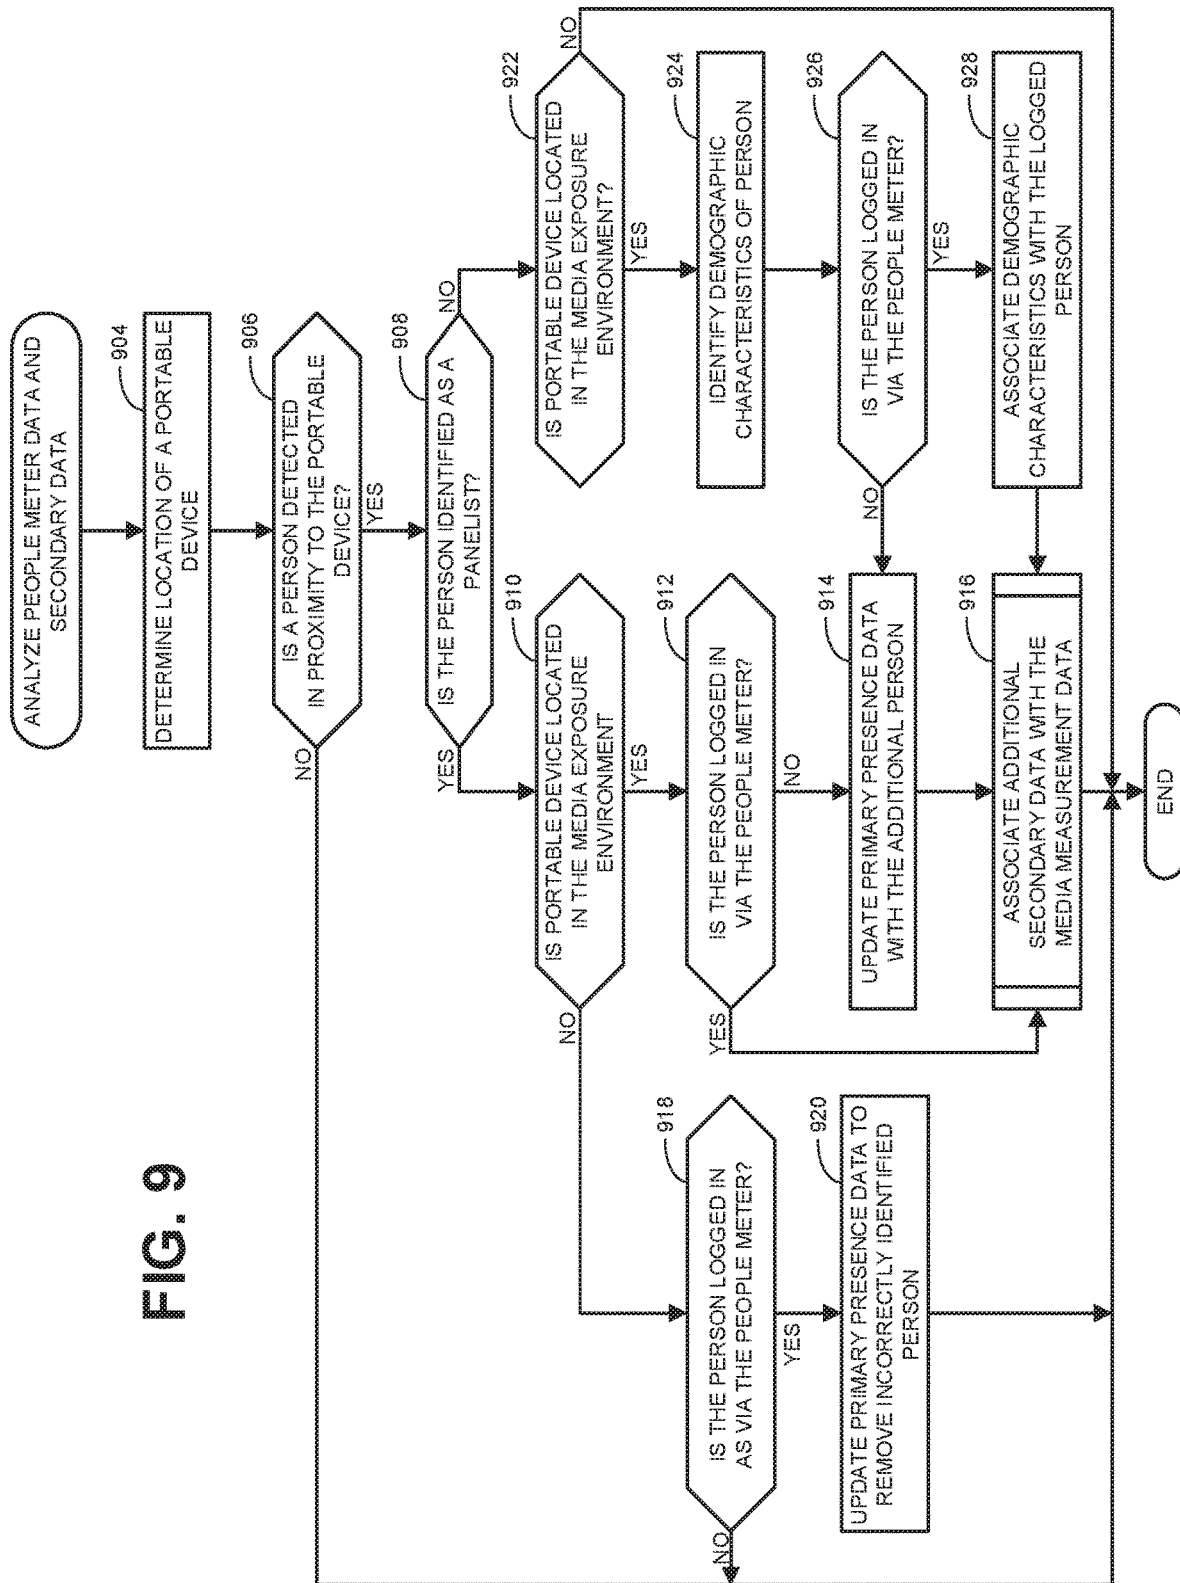 FIG. 9
ANALYZE PEOPLE METER DATA AND
SECONDARY DATA
904
DETERMINE LOCATION OF A PORTABLE
DEVICE
906
IS A PERSON DETECTED
IN PROXIMITY TO THE PORTABLE
DEVICE?
NO
YES
908
IS THE PERSON IDENTIFIED AS A
PANELIST?
YES
NO
910
IS PORTABLE DEVICE LOCATED
IN THE MEDIA EXPOSURE
ENVIRONMENT
NO
YES
912
IS THE PERSON LOGGED IN
VIA THE PEOPLE METER?
YES
NO
914
UPDATE PRIMARY PRESENCE DATA
WITH THE ADDITIONAL PERSON
916
ASSOCIATE ADDITIONAL
SECONDARY DATA WITH THE
MEDIA MEASUREMENT DATA
918
IS THE PERSON LOGGED IN
AS VIA THE PEOPLE METER?
NO
YES
920
UPDATE PRIMARY PRESENCE DATA TO
REMOVE INCORRECTLY IDENTIFIED
PERSON
922
IS PORTABLE DEVICE LOCATED
IN THE MEDIA EXPOSURE
ENVIRONMENT?
NO
YES
924
IDENTIFY DEMOGRAPHIC
CHARACTERISTICS OF PERSON
926
IS THE PERSON LOGGED IN
VIA THE PEOPLE METER?
NO
YES
928
ASSOCIATE DEMOGRAPHIC
CHARACTERISTICS WITH THE LOGGED
PERSON
END